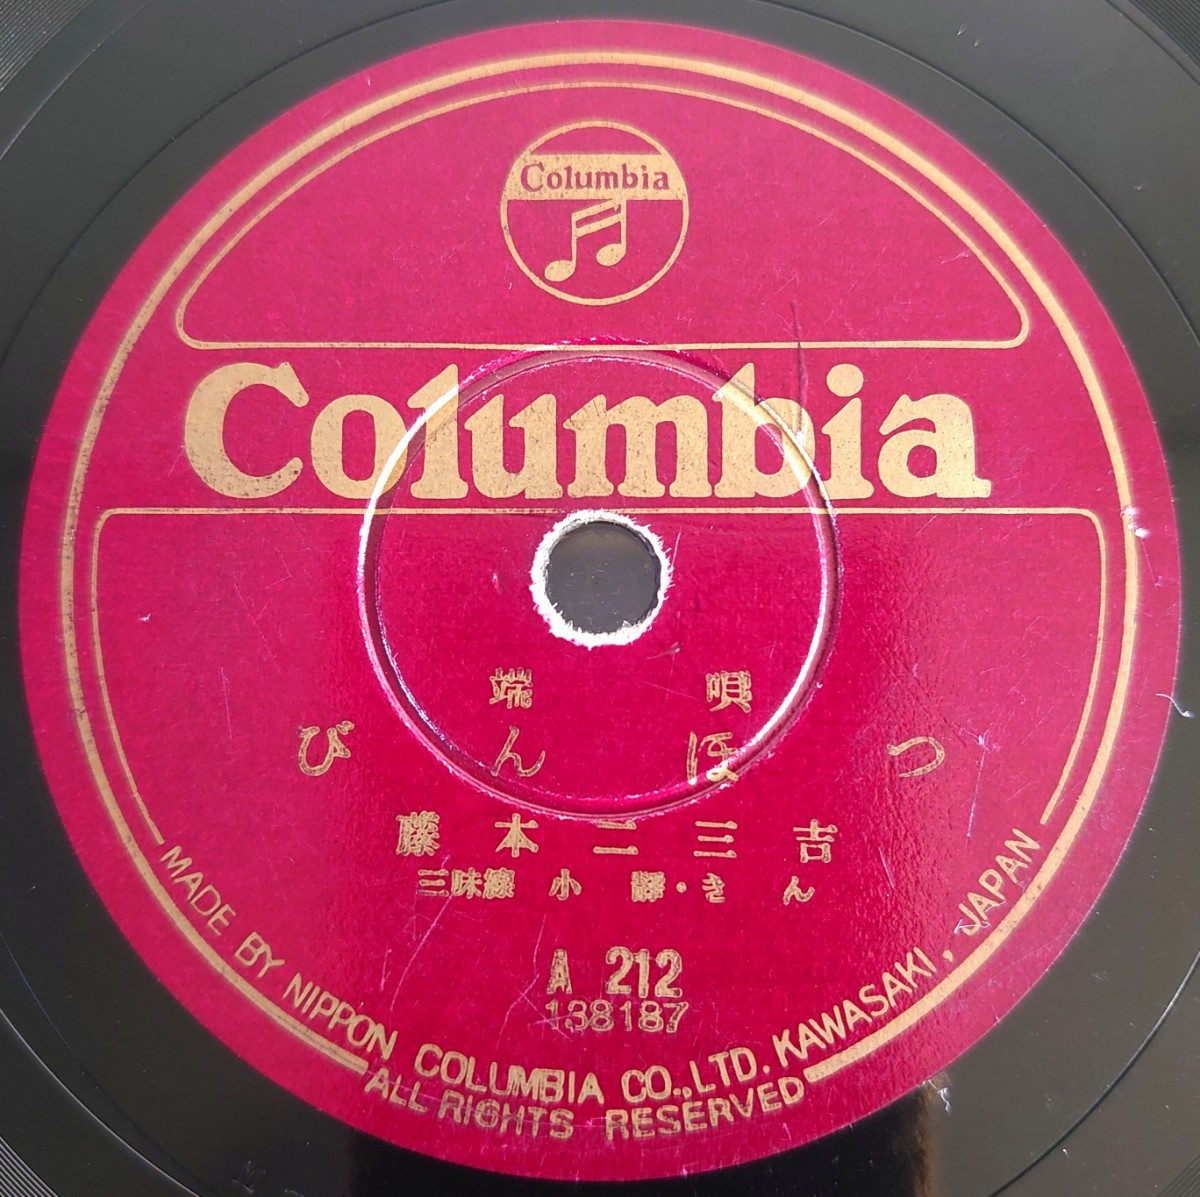 Columbia
Columbia
端唄
びんほつ
藤本二三吉
三味線 小靜・きん
A 212
138187
MADE BY NIPPON COLUMBIA CO., LTD. KAWASAKI, JAPAN
ALL RIGHTS RESERVED